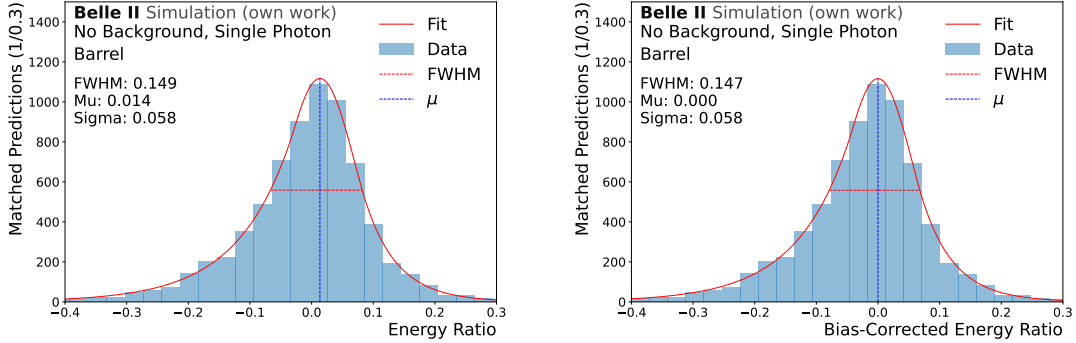 Belle II Simulation (own work)
No Background, Single Photon
Barrel
FWHM: 0.149
Mu: 0.014
Sigma: 0.058
Fit
Data
FWHM
μ
Matched Predictions (1/0.3)
1400
1200
1000
800
600
400
200
0
−0.4 −0.3 −0.2 −0.1 0.0 0.1 0.2 0.3
Energy Ratio
Belle II Simulation (own work)
No Background, Single Photon
Barrel
FWHM: 0.147
Mu: 0.000
Sigma: 0.058
Fit
Data
FWHM
μ
Matched Predictions (1/0.3)
1400
1200
1000
800
600
400
200
0
−0.4 −0.3 −0.2 −0.1 0.0 0.1 0.2 0.3
Bias-Corrected Energy Ratio